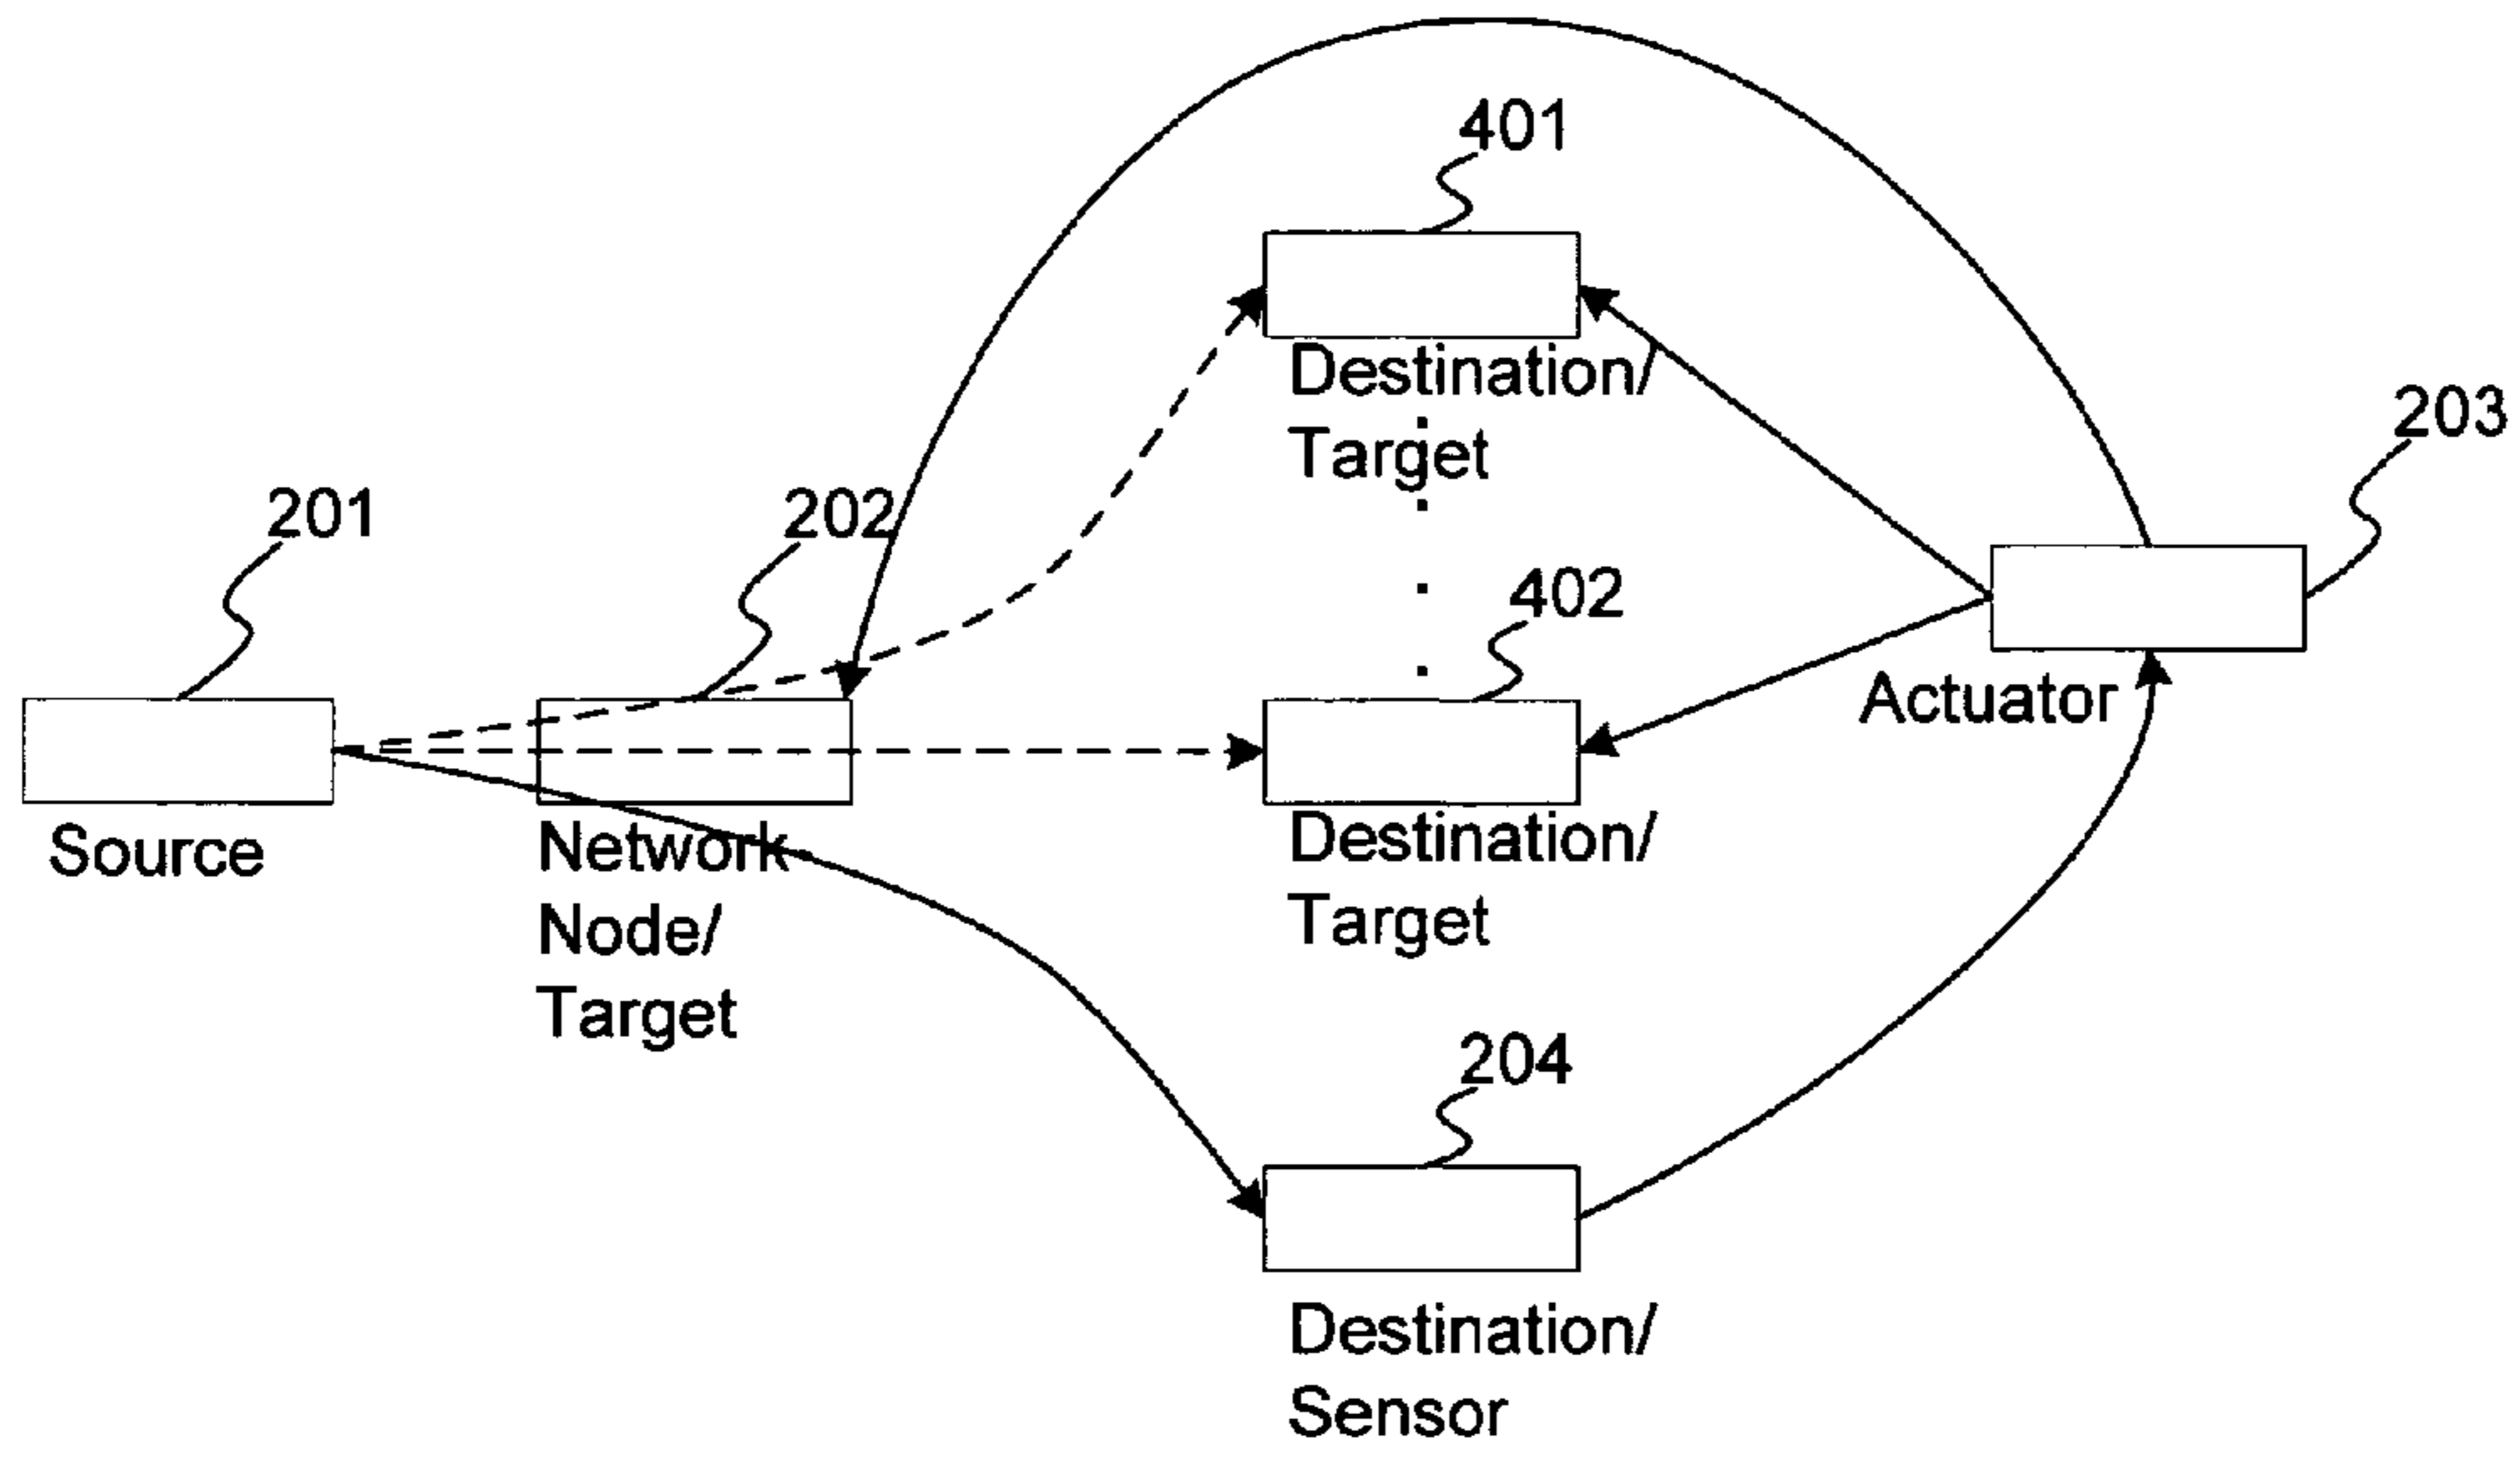 401
Destination/
Target
203
201
202
402
Actuator
Source
Network
Node/
Target
Destination/
Target
204
Destination/
Sensor